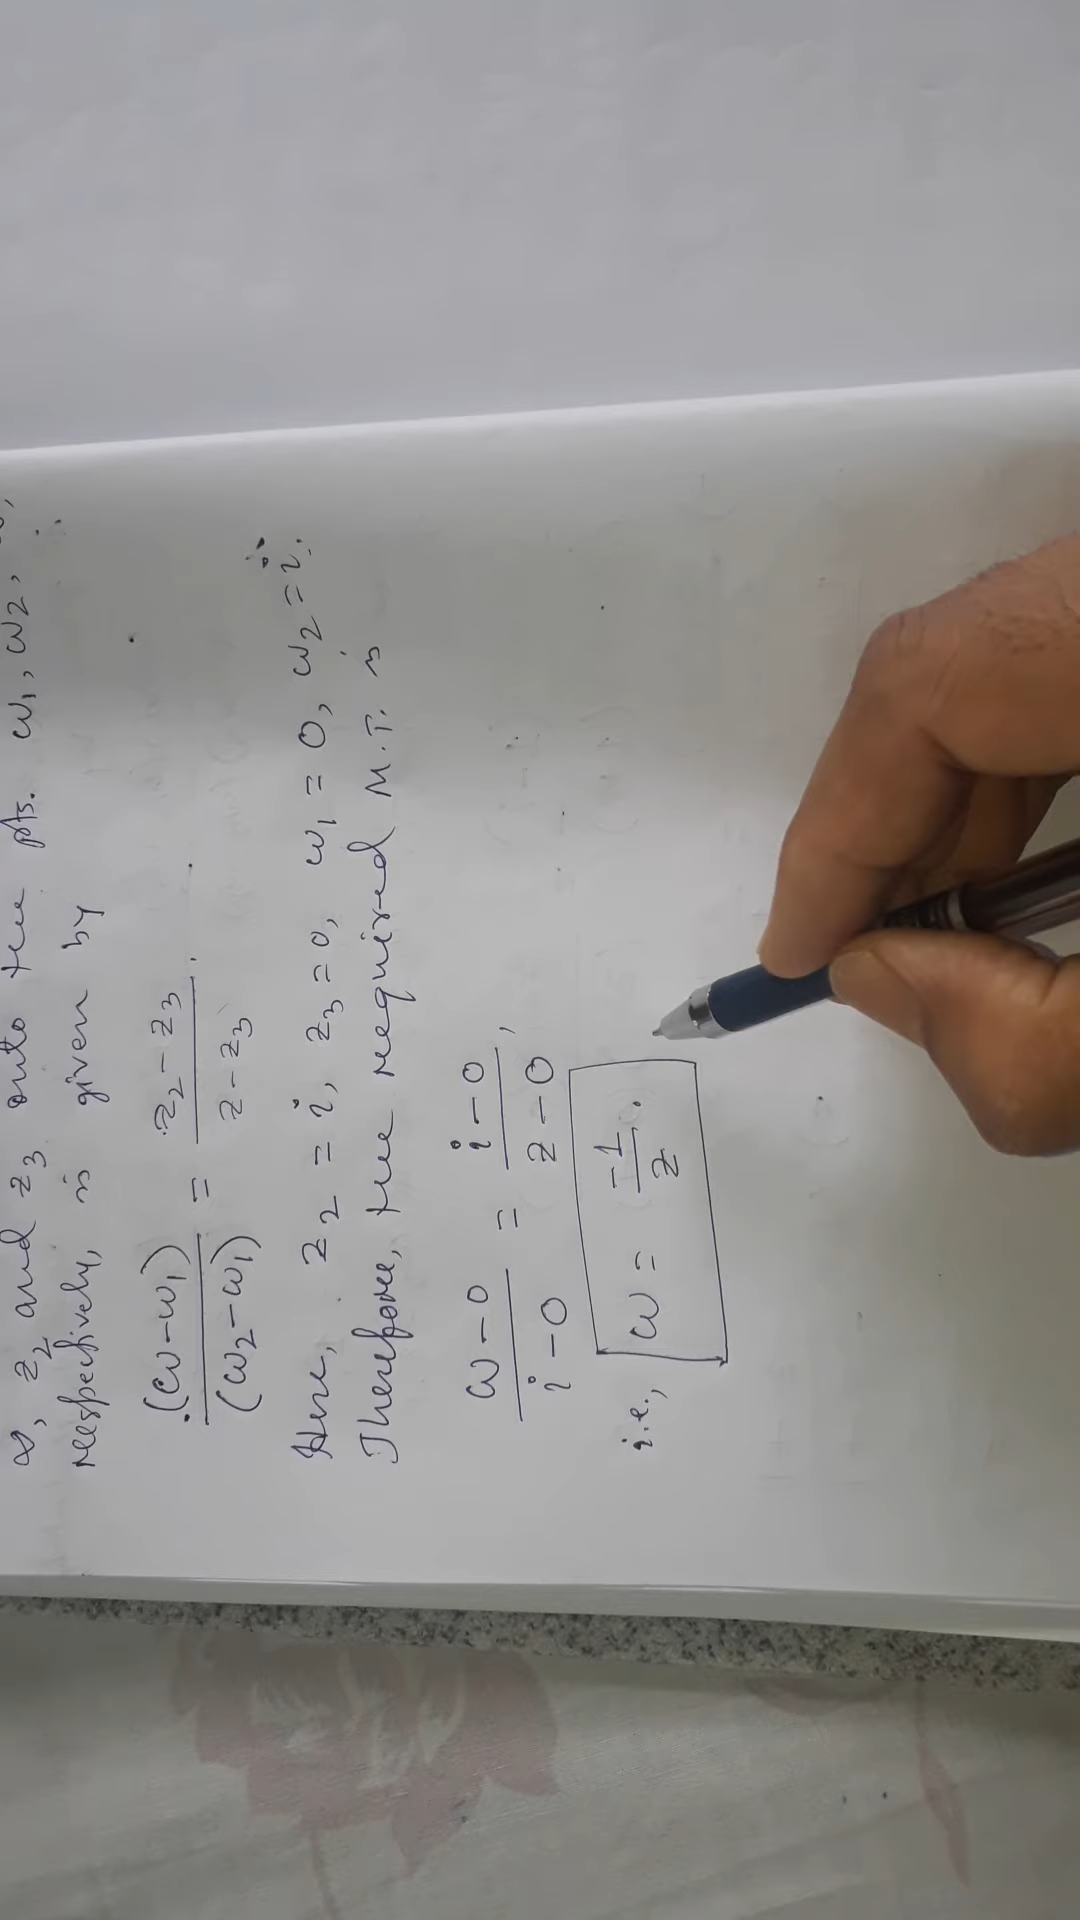 ∞, z₂ and z₃ onto the pts. w₁, w₂,
respectively, is given by
(w-w₁)/(w₂-w₁) = (z₂-z₃)/(z-z₃).
Here, z₂ = i, z₃ = 0, w₁ = 0, w₂ = i.
Therefore, the required M.T. is
(w-0)/(i-0) = (i-0)/(z-0),
i.e., w = -1/z.